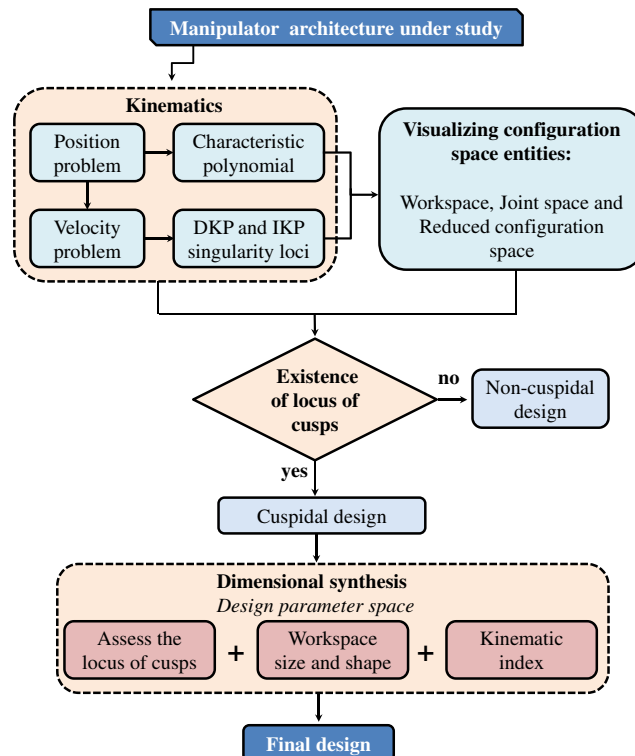 Manipulator architecture under study
Kinematics
Position
problem
Characteristic
polynomial
Velocity
problem
DKP and IKP
singularity loci
Visualizing configuration
space entities:
Workspace, Joint space and
Reduced configuration
space
Existence
of locus of
cusps
no
Non-cuspidal
design
yes
Cuspidal design
Dimensional synthesis
Design parameter space
Assess the
locus of cusps
+
Workspace
size and shape
+
Kinematic
index
Final design